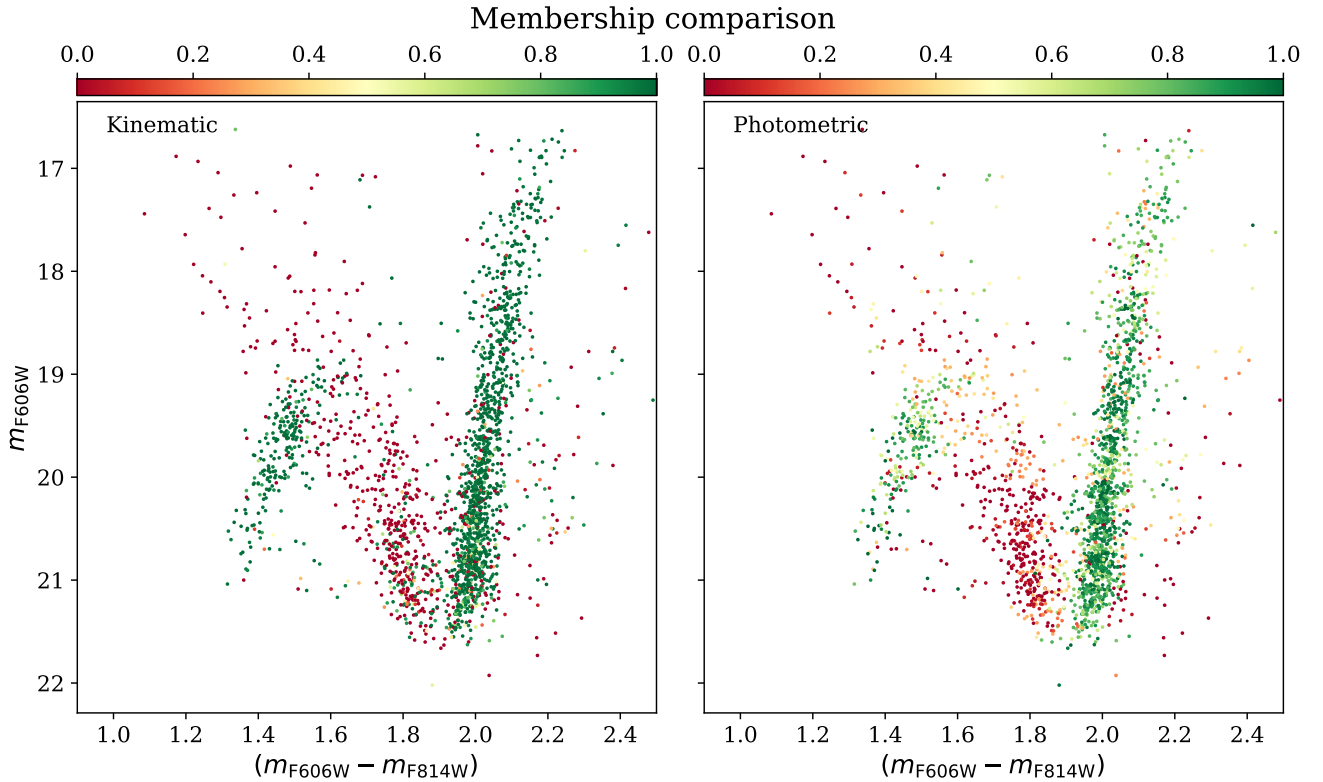 Membership comparison
0.0 0.2 0.4 0.6 0.8 1.0
0.0 0.2 0.4 0.6 0.8 1.0
Kinematic
Photometric
17
18
19
20
21
22
m_F606W
1.0 1.2 1.4 1.6 1.8 2.0 2.2 2.4
1.0 1.2 1.4 1.6 1.8 2.0 2.2 2.4
(m_F606W − m_F814W)
(m_F606W − m_F814W)